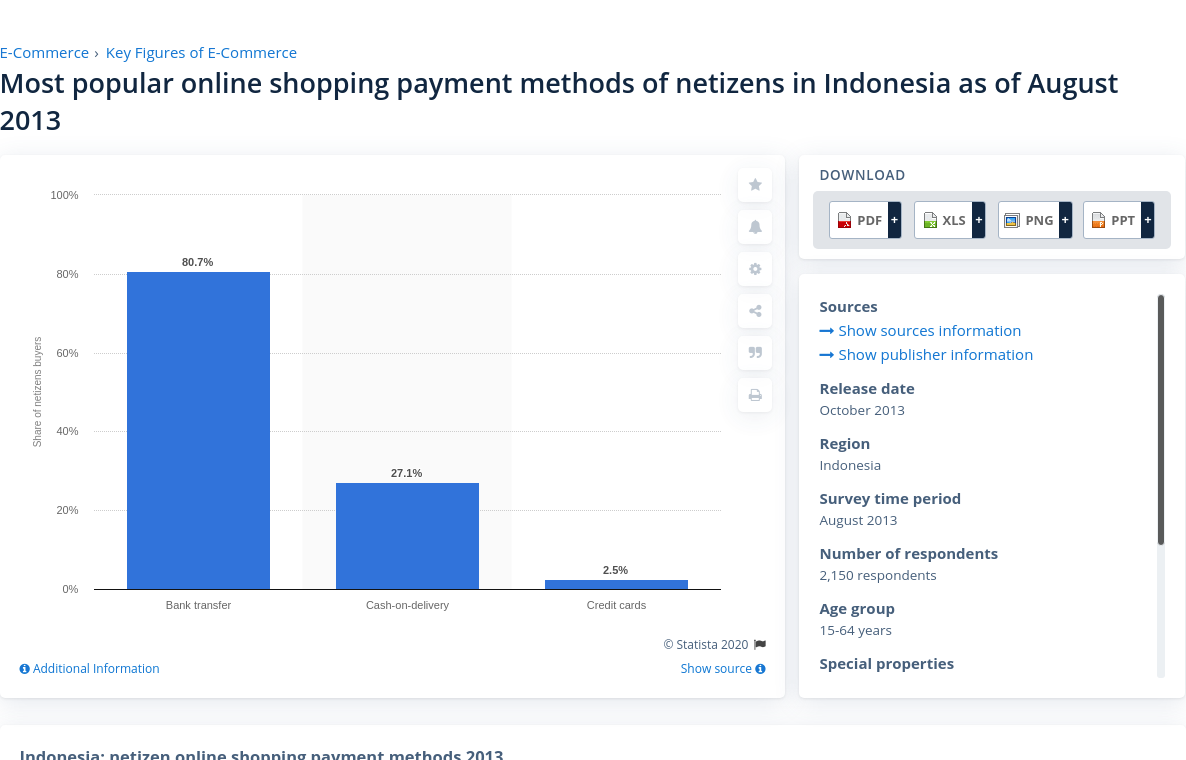 E-Commerce › Key Figures of E-Commerce
Most popular online shopping payment methods of netizens in Indonesia as of August
2013
100%
80%
60%
40%
20%
0%
Share of netizens buyers
80.7%
27.1%
2.5%
Bank transfer
Cash-on-delivery
Credit cards
© Statista 2020
Additional Information
Show source
DOWNLOAD
PDF +
XLS +
PNG +
PPT +
Sources
Show sources information
Show publisher information
Release date
October 2013
Region
Indonesia
Survey time period
August 2013
Number of respondents
2,150 respondents
Age group
15-64 years
Special properties
Indonesia: netizen online shopping payment methods 2013